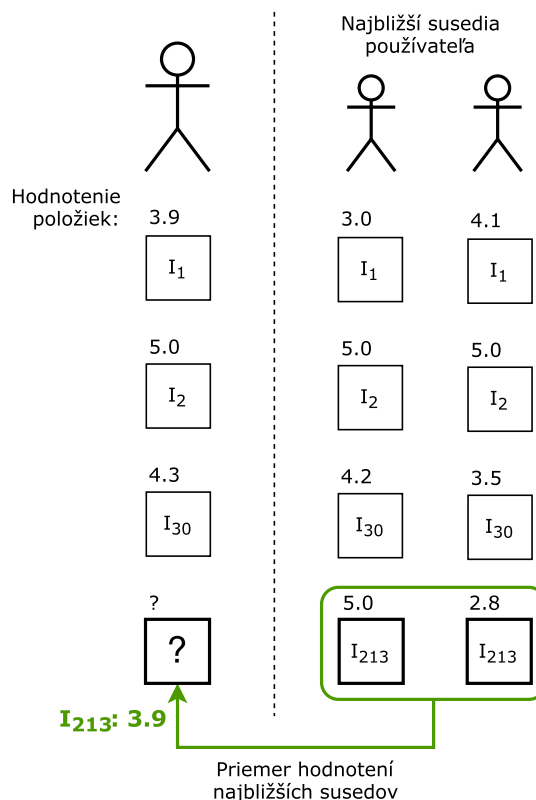 Najbližší susedia
používateľa
Hodnotenie
položiek:
3.9
3.0
4.1
I1
I1
I1
5.0
5.0
5.0
I2
I2
I2
4.3
4.2
3.5
I30
I30
I30
?
5.0
2.8
?
I213
I213
I213: 3.9
Priemer hodnotení
najbližších susedov